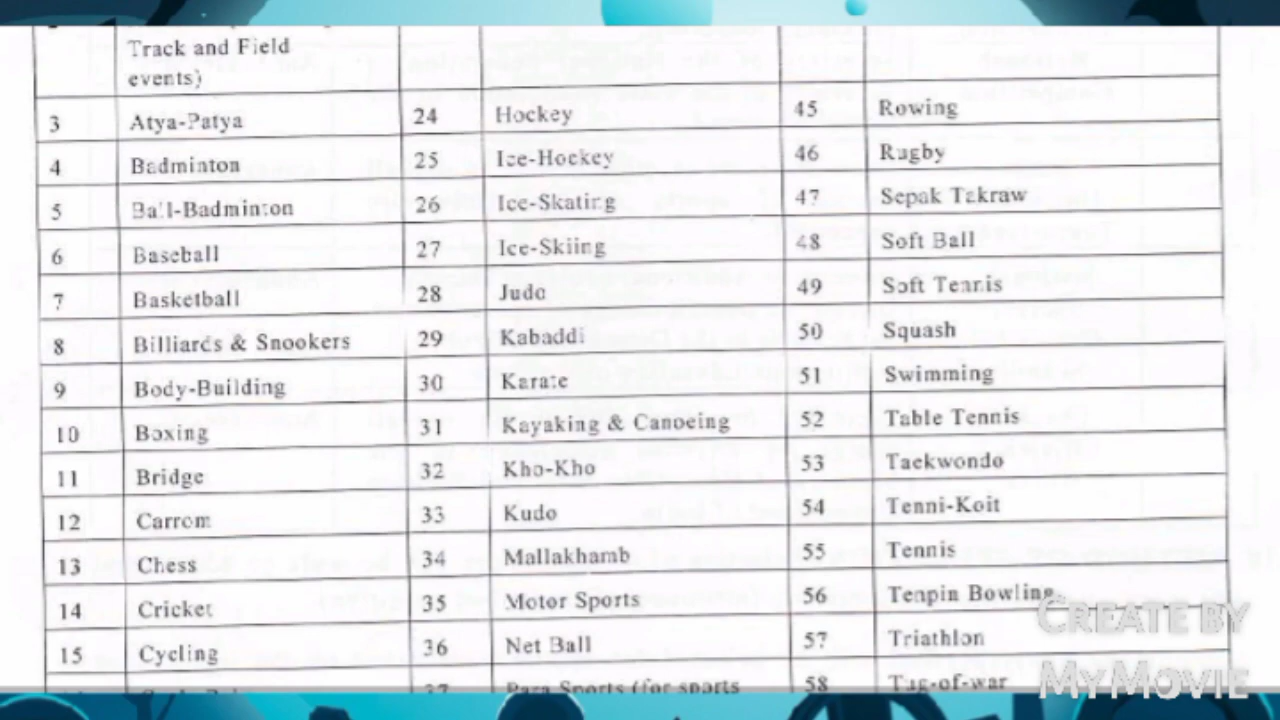 Track and Field
events)
3 Atya-Patya 24 Hockey 45 Rowing
4 Badminton 25 Ice-Hockey 46 Rugby
5 Ball-Badminton 26 Ice-Skating 47 Sepak Takraw
6 Baseball 27 Ice-Skiing 48 Soft Ball
7 Basketball 28 Judo 49 Soft Tennis
8 Billiards & Snookers 29 Kabaddi 50 Squash
9 Body-Building 30 Karate 51 Swimming
10 Boxing 31 Kayaking & Canoeing 52 Table Tennis
11 Bridge 32 Kho-Kho 53 Taekwondo
12 Carrom 33 Kudo 54 Tenni-Koit
13 Chess 34 Mallakhamb 55 Tennis
14 Cricket 35 Motor Sports 56 Tenpin Bowling
15 Cycling 36 Net Ball 57 Triathlon
37 Para Sports (for sports 58 Tug-of-war
CREATE BY
MYMOVIE